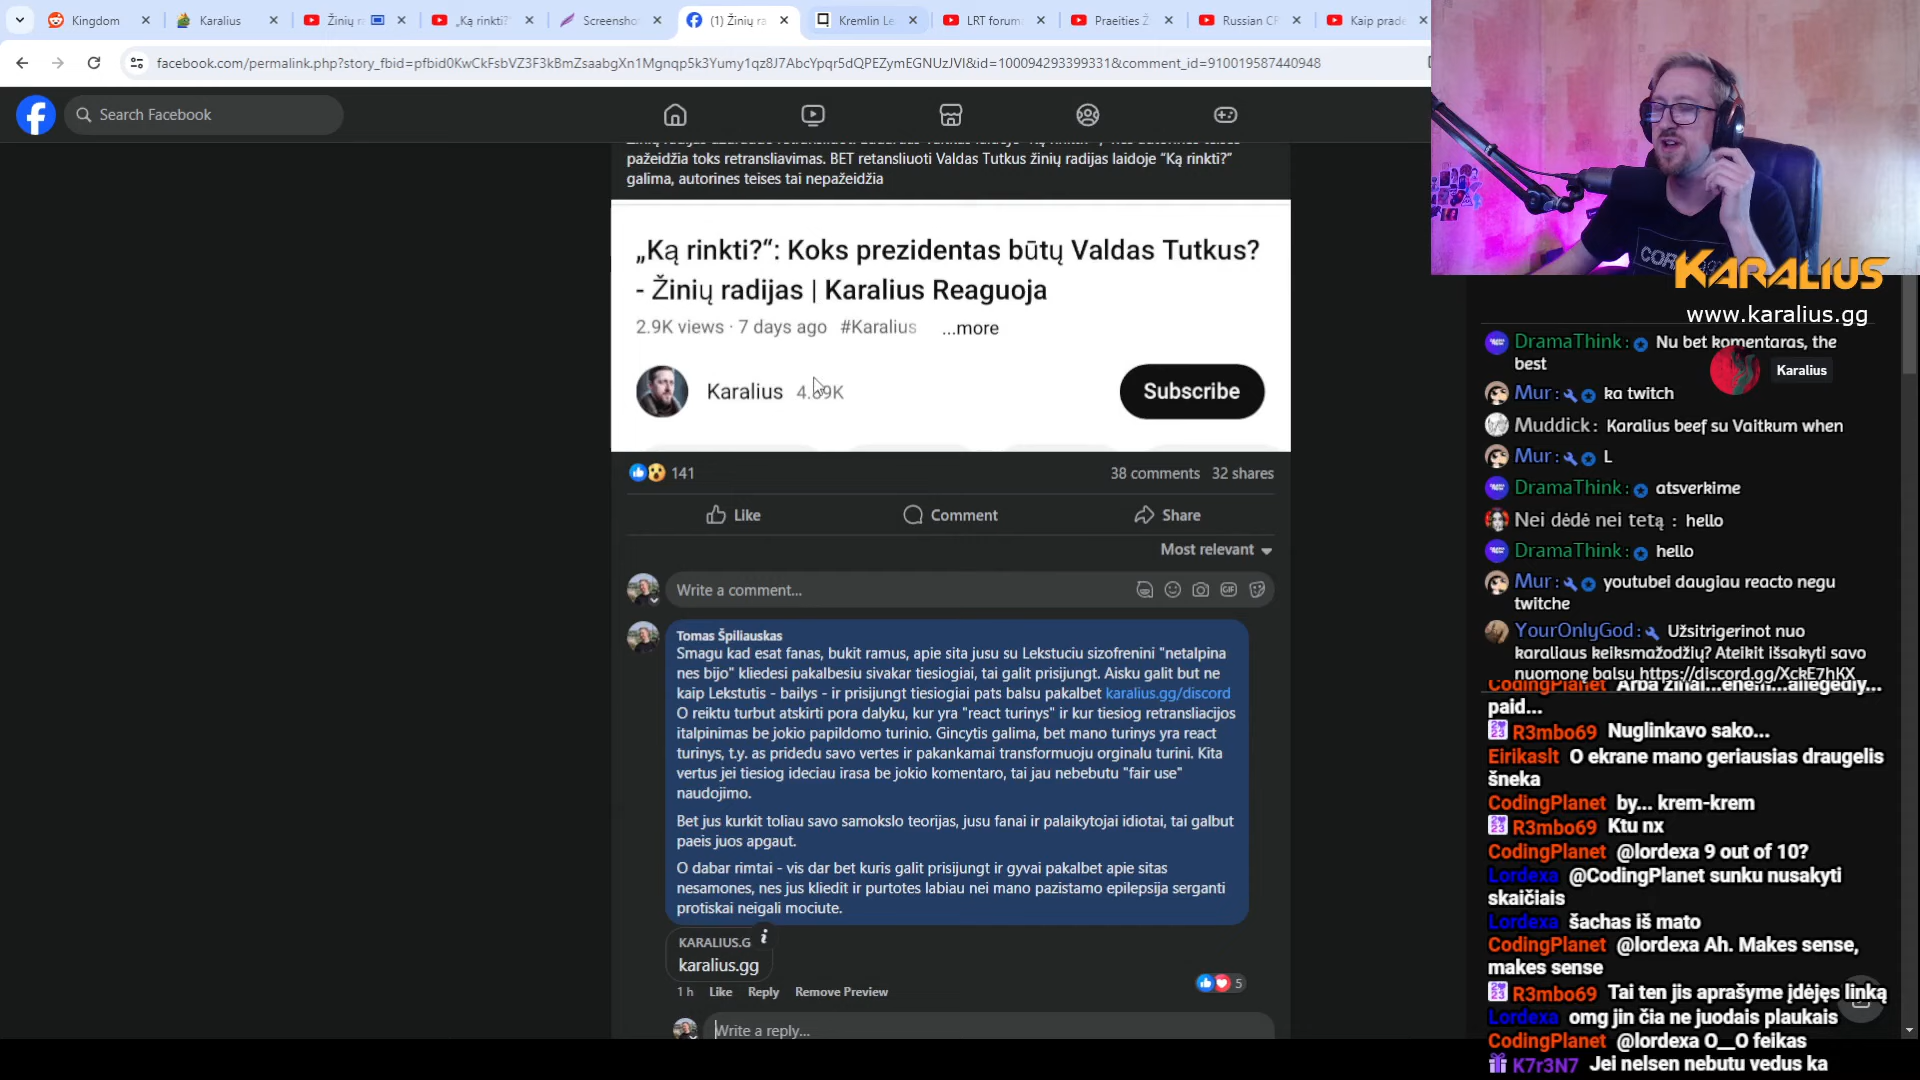 Kingdom
Karalius
Žinių r
„Ką rinkti?“
Screensho
(1) Žinių ra
Kremlin Le
LRT forum
Praeities Ž
Russian CF
Kaip prad
facebook.com/permalink.php?story_fbid=pfbid0KwCkFsbVZ3F3kBmZsaabgXn1Mgnqp5k3Yumy1qz8J7AbcYpqr5dQPEZymEGNUzJVl&id=100094293399331&comment_id=910019587440948
Search Facebook
pažeidžia toks retransliavimas. BET retansliuoti Valdas Tutkus žinių radijas laidoje “Ką rinkti?”
galima, autorines teises tai nepažeidžia
„Ką rinkti?“: Koks prezidentas būtų Valdas Tutkus?
- Žinių radijas | Karalius Reaguoja
2.9K views · 7 days ago #Karalius ...more
Karalius 4.89K
Subscribe
141
38 comments 32 shares
Like
Comment
Share
Most relevant
Write a comment...
GIF
Tomas Špiliauskas
Smagu kad esat fanas, bukit ramus, apie sita jusu su Lekstuciu sizofrenini "netalpina
nes bijo" kliedesi pakalbesiu sivakar tiesiogiai, tai galit prisijungt. Aisku galit but ne
kaip Lekstutis - bailys - ir prisijungt tiesiogiai pats balsu pakalbet karalius.gg/discord
O reiktu turbut atskirti pora dalyku, kur yra "react turinys" ir kur tiesiog retransliacijos
italpinimas be jokio papildomo turinio. Gincytis galima, bet mano turinys yra react
turinys, t.y. as pridedu savo vertes ir pakankamai transformuoju orginalu turini. Kita
vertus jei tiesiog ideciau irasa be jokio komentaro, tai jau nebebutu "fair use"
naudojimo.
Bet jus kurkit toliau savo samokslo teorijas, jusu fanai ir palaikytojai idiotai, tai galbut
paeis juos apgaut.
O dabar rimtai - vis dar bet kuris galit prisijungt ir gyvai pakalbet apie sitas
nesamones, nes jus kliedit ir purtotes labiau nei mano pazistamo epilepsija serganti
protiskai neigali mociute.
KARALIUS.G
karalius.gg
5
1 h Like Reply Remove Preview
Write a reply...
KARALIUS
www.karalius.gg
DramaThink: Nu bet komentaras, the
best
Karalius
Mur: ka twitch
Muddick: Karalius beef su Vaitkum when
Mur: L
DramaThink: atsverkime
Nei dėdė nei tetą : hello
DramaThink: hello
Mur: youtubei daugiau reacto negu
twitche
YourOnlyGod: Užsitrigerinot nuo
karaliaus keiksmažodžių? Ateikit išsakyti savo
nuomonę balsu https://discord.gg/XckE7hKX
CodingPlanet Arba žinai...ehem...allegedly...
paid...
R3mbo69 Nuglinkavo sako...
Eirikaslt O ekrane mano geriausias draugelis
šneka
CodingPlanet by... krem-krem
R3mbo69 Ktu nx
CodingPlanet @lordexa 9 out of 10?
Lordexa @CodingPlanet sunku nusakyti
skaičiais
Lordexa šachas iš mato
CodingPlanet @lordexa Ah. Makes sense,
makes sense
R3mbo69 Tai ten jis aprašyme įdėjęs linką
Lordexa omg jin čia ne juodais plaukais
CodingPlanet @lordexa O__O feikas
K7r3N7 Jei nelsen nebutu vedus ka